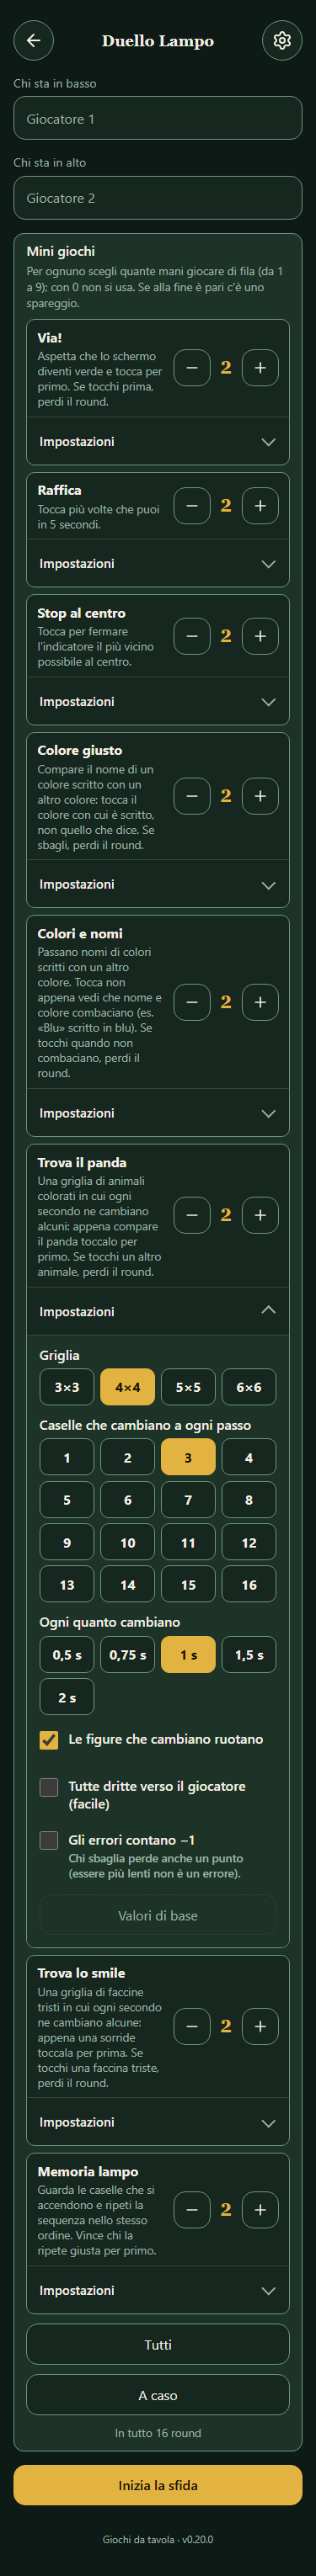 Duello Lampo
Chi sta in basso
Giocatore 1
Chi sta in alto
Giocatore 2
Mini giochi
Per ognuno scegli quante mani giocare di fila (da 1
a 9); con 0 non si usa. Se alla fine è pari c'è uno
spareggio.
Via!
Aspetta che lo schermo
diventi verde e tocca per
primo. Se tocchi prima,
perdi il round.
− 2 +
Impostazioni
Raffica
Tocca più volte che puoi
in 5 secondi.
− 2 +
Impostazioni
Stop al centro
Tocca per fermare
l'indicatore il più vicino
possibile al centro.
− 2 +
Impostazioni
Colore giusto
Compare il nome di un
colore scritto con un
altro colore: tocca il
colore con cui è scritto,
non quello che dice. Se
sbagli, perdi il round.
− 2 +
Impostazioni
Colori e nomi
Passano nomi di colori
scritti con un altro
colore. Tocca non
appena vedi che nome e
colore combaciano (es.
«Blu» scritto in blu). Se
tocchi quando non
combaciano, perdi il
round.
− 2 +
Impostazioni
Trova il panda
Una griglia di animali
colorati in cui ogni
secondo ne cambiano
alcuni: appena compare
il panda toccalo per
primo. Se tocchi un altro
animale, perdi il round.
− 2 +
Impostazioni
Griglia
3×3 4×4 5×5 6×6
Caselle che cambiano a ogni passo
1 2 3 4
5 6 7 8
9 10 11 12
13 14 15 16
Ogni quanto cambiano
0,5 s 0,75 s 1 s 1,5 s
2 s
Le figure che cambiano ruotano
Tutte dritte verso il giocatore
(facile)
Gli errori contano −1
Chi sbaglia perde anche un punto
(essere più lenti non è un errore).
Valori di base
Trova lo smile
Una griglia di faccine
tristi in cui ogni secondo
ne cambiano alcune:
appena una sorride
toccala per prima. Se
tocchi una faccina triste,
perdi il round.
− 2 +
Impostazioni
Memoria lampo
Guarda le caselle che si
accendono e ripeti la
sequenza nello stesso
ordine. Vince chi la
ripete giusta per primo.
− 2 +
Impostazioni
Tutti
A caso
In tutto 16 round
Inizia la sfida
Giochi da tavola · v0.20.0